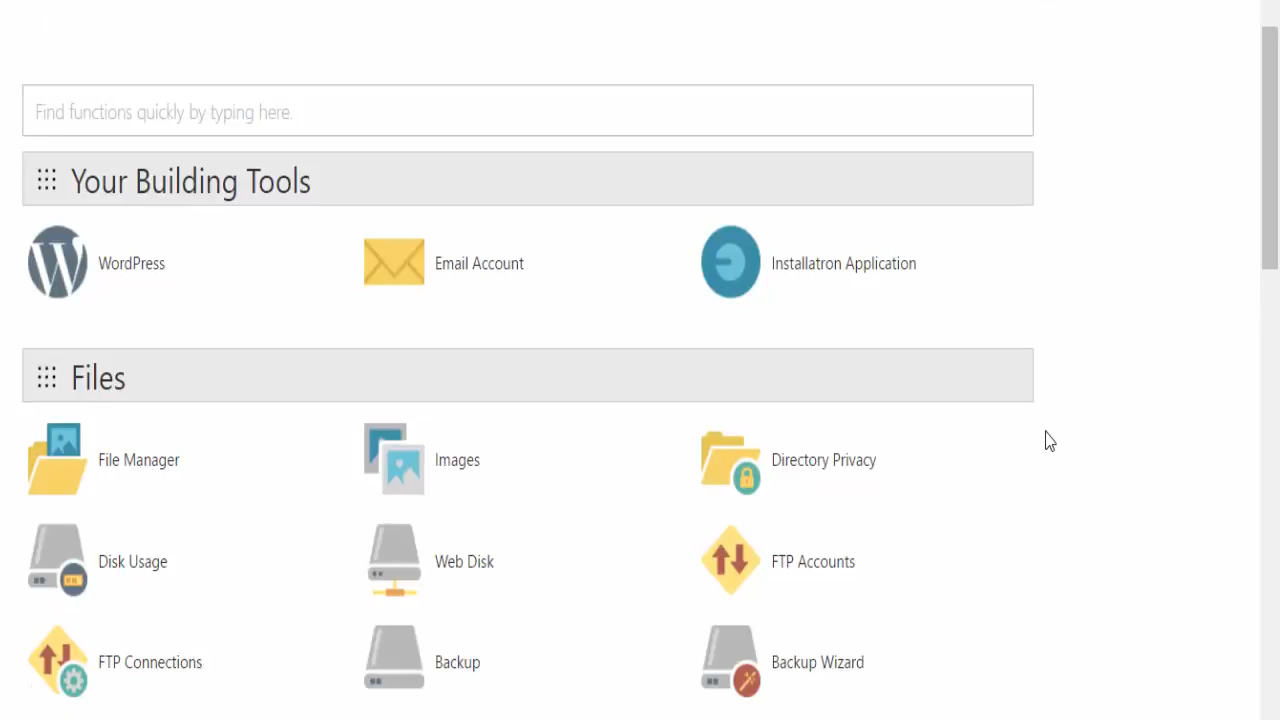 Find functions quickly by typing here.
Your Building Tools
WordPress
Email Account
Installatron Application
Files
File Manager
Images
Directory Privacy
Disk Usage
Web Disk
FTP Accounts
FTP Connections
Backup
Backup Wizard